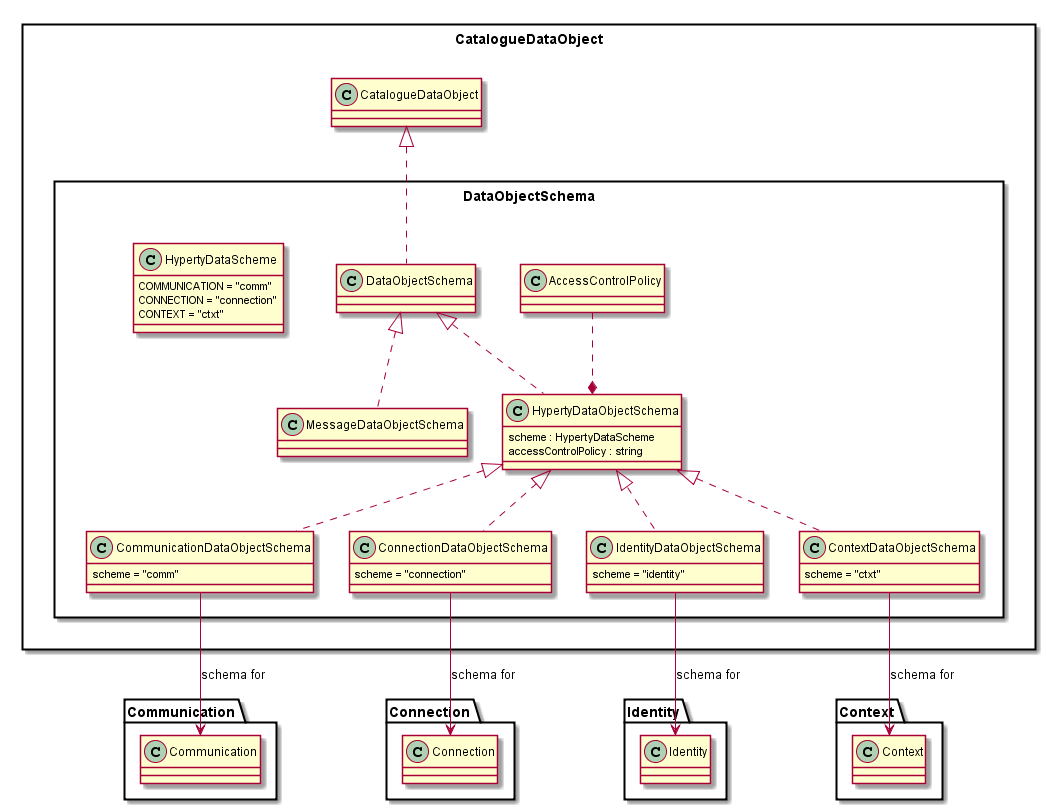 CatalogueDataObject
C CatalogueDataObject
DataObjectSchema
C HypertyDataScheme
COMMUNICATION = "comm"
CONNECTION = "connection"
CONTEXT = "ctxt"
C DataObjectSchema
C AccessControlPolicy
C MessageDataObjectSchema
C HypertyDataObjectSchema
scheme : HypertyDataScheme
accessControlPolicy : string
C CommunicationDataObjectSchema
scheme = "comm"
C ConnectionDataObjectSchema
scheme = "connection"
C IdentityDataObjectSchema
scheme = "identity"
C ContextDataObjectSchema
scheme = "ctxt"
schema for
schema for
schema for
schema for
Communication
C Communication
Connection
C Connection
Identity
C Identity
Context
C Context